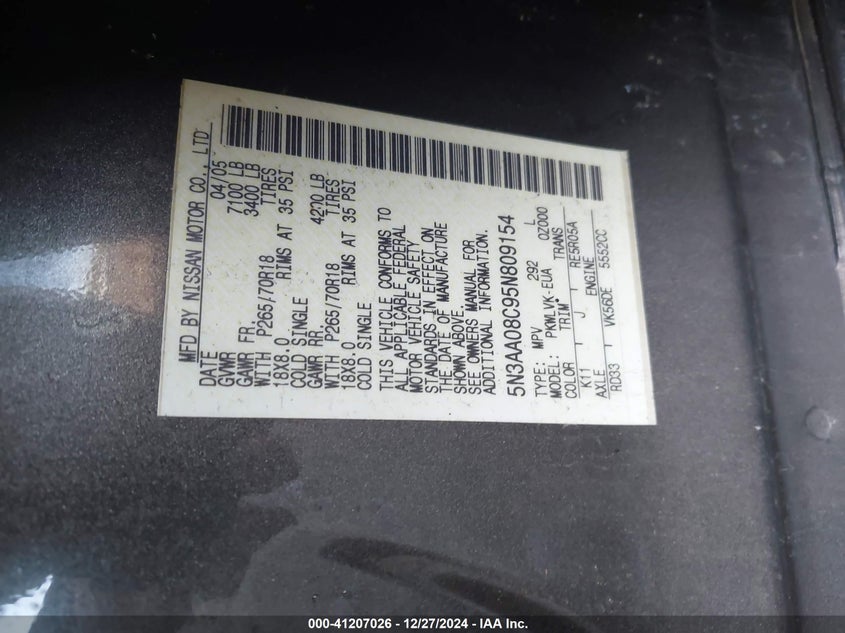 MFD BY NISSAN MOTOR CO., LTD
DATE 04/05
GVWR 7100 LB
GAWR FR, 3400 LB
WITH P265/70R18 TIRES
18X8.0 RIMS AT 35 PSI
COLD SINGLE
GAWR RR, 4200 LB
WITH P265/70R18 TIRES
18X8.0 RIMS AT 35 PSI
COLD SINGLE
THIS VEHICLE CONFORMS TO
ALL APPLICABLE FEDERAL
MOTOR VEHICLE SAFETY
STANDARDS IN EFFECT ON
THE DATE OF MANUFACTURE
SHOWN ABOVE.
SEE OWNERS MANUAL FOR
ADDITIONAL INFORMATION.
5N3AA08C95N809154
TYPE: MPV 292 L
MODEL: PKWLVK-EUA 0Z000
COLOR TRIM TRANS
K11 J RE5R05A
AXLE ENGINE
RD33 VK56DE 5552CC
000-41207026 - 12/27/2024 - IAA Inc.